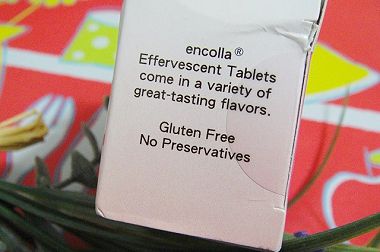 encolla®
Effervescent Tablets
come in a variety of
great-tasting flavors.
Gluten Free
No Preservatives